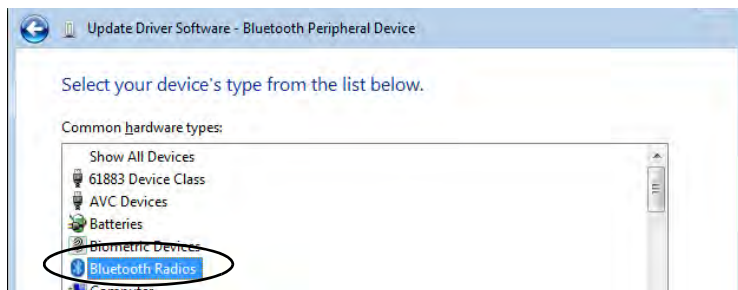 Update Driver Software - Bluetooth Peripheral Device
Select your device's type from the list below.
Common hardware types:
Show All Devices
61883 Device Class
AVC Devices
Batteries
Biometric Devices
Bluetooth Radios
Computer